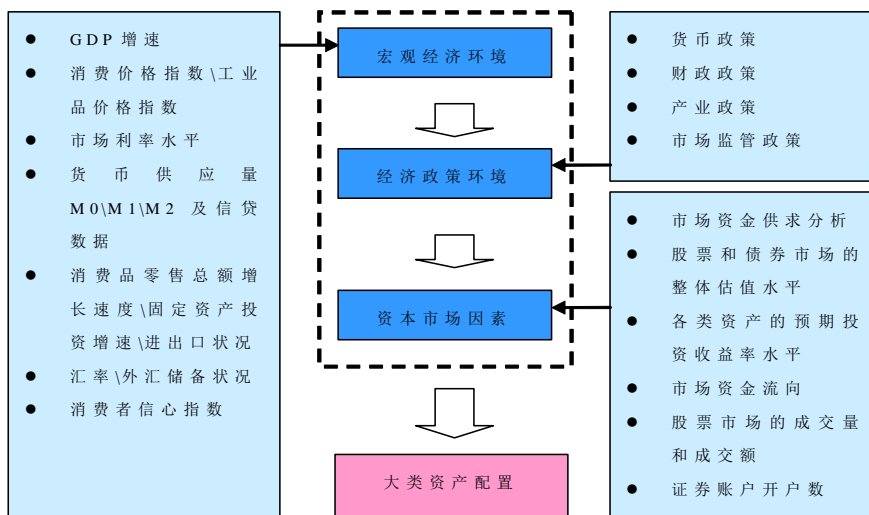 GDP 增速
消费价格指数\工业
品价格指数
市场利率水平
货币供应量
M0\M1\M2 及信贷
数据
消费品零售总额增
长速度\固定资产投
资增速\进出口状况
汇率\外汇储备状况
消费者信心指数
宏观经济环境
经济政策环境
资本市场因素
大类资产配置
货币政策
财政政策
产业政策
市场监管政策
市场资金供求分析
股票和债券市场的
整体估值水平
各类资产的预期投
资收益率水平
市场资金流向
股票市场的成交量
和成交额
证券账户开户数